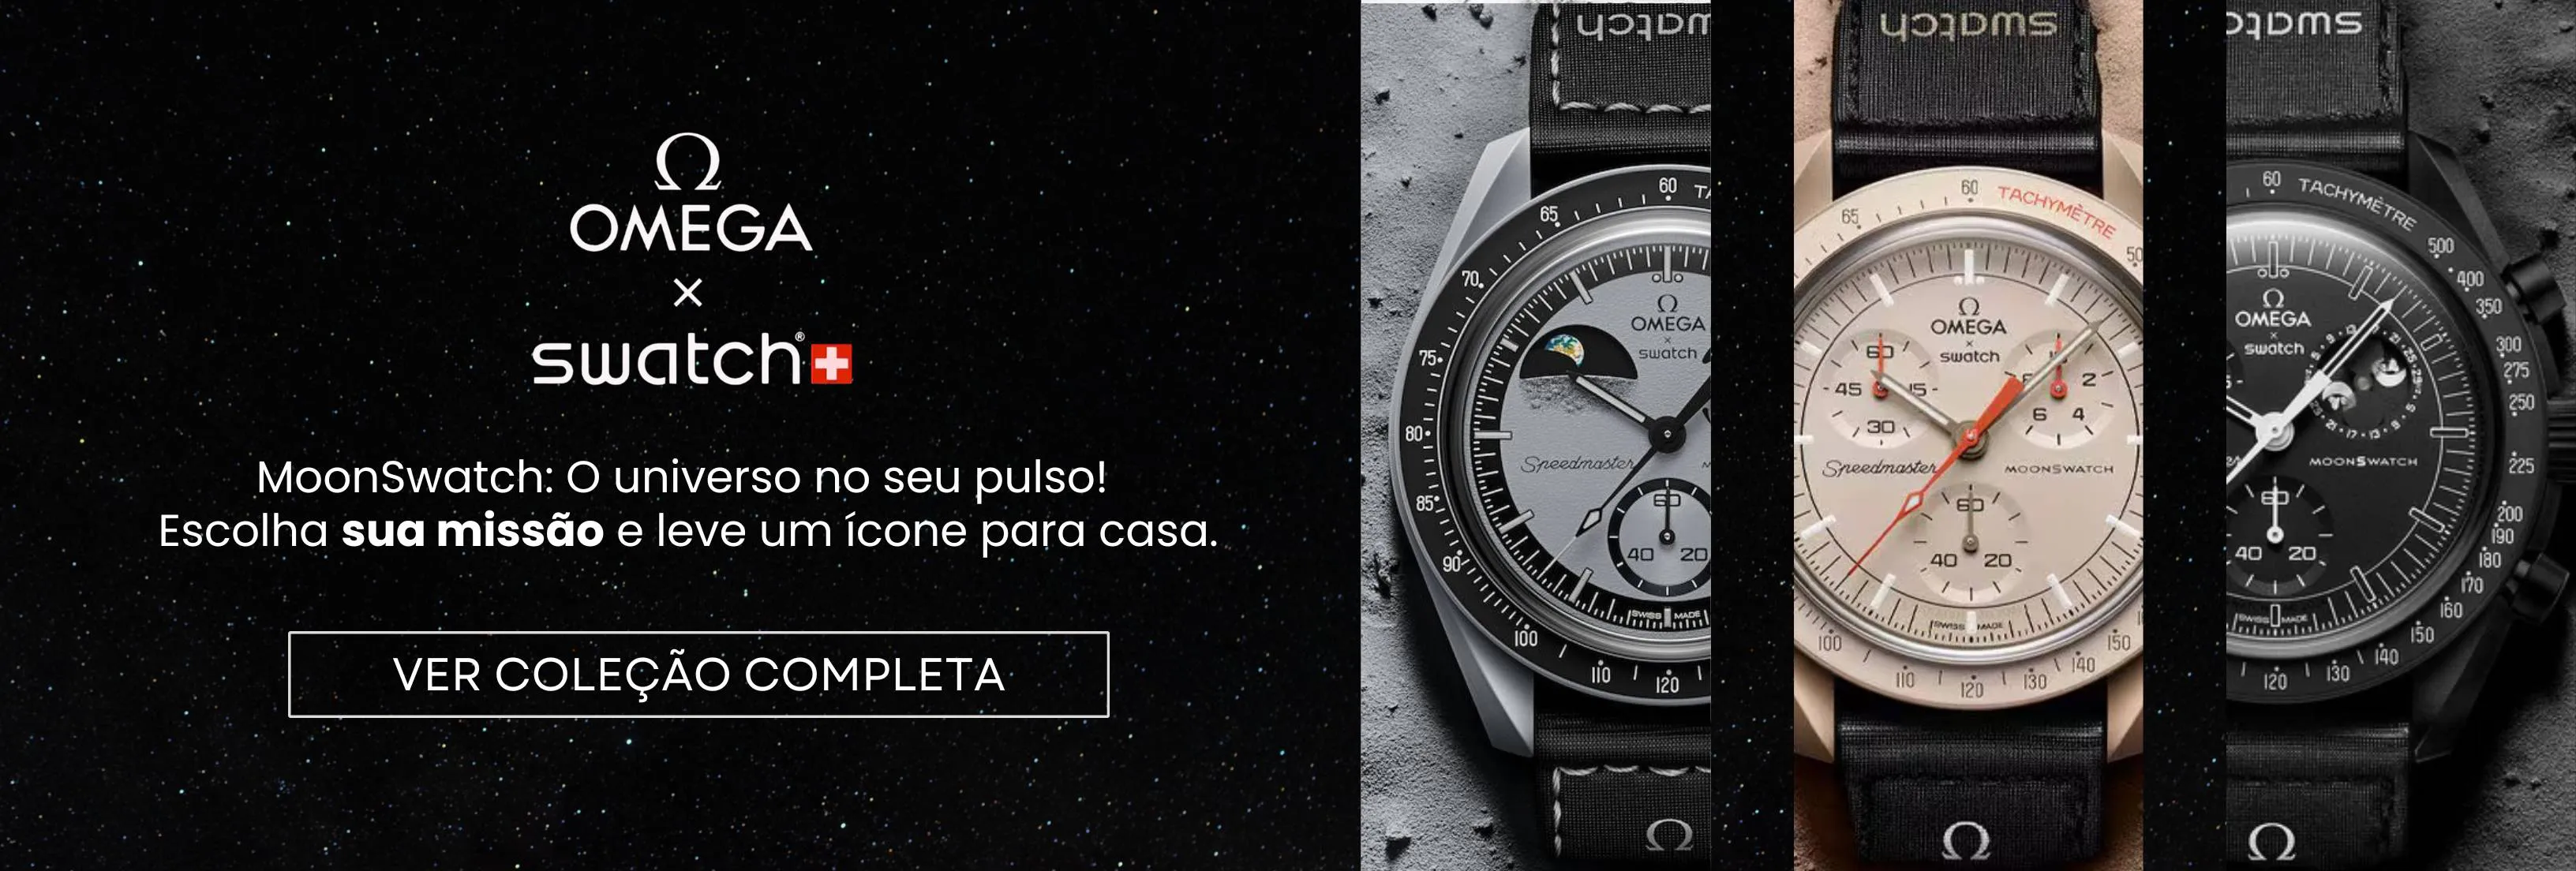 Ω
OMEGA
×
swatch®
MoonSwatch: O universo no seu pulso!
Escolha sua missão e leve um ícone para casa.
VER COLEÇÃO COMPLETA
swatch
60
65
70
75
80
85
90
100
110
120
Ω
OMEGA
×
swatch
Speedmaster
60
40 20
SWISS MADE
Ω
swatch
60 TACHYMÈTRE
65
Ω
OMEGA
×
swatch
60
45 15
30
2
6 4
Speedmaster
MOONSWATCH
60
40 20
SWISS MADE
100
110
120
130
140
150
Ω
60 TACHYMÈTRE
500
400
350
300
275
250
225
200
190
180
170
160
150
140
130
120
Ω
OMEGA
×
swatch
MOONSWATCH
60
40 20
SWISS MADE
Ω